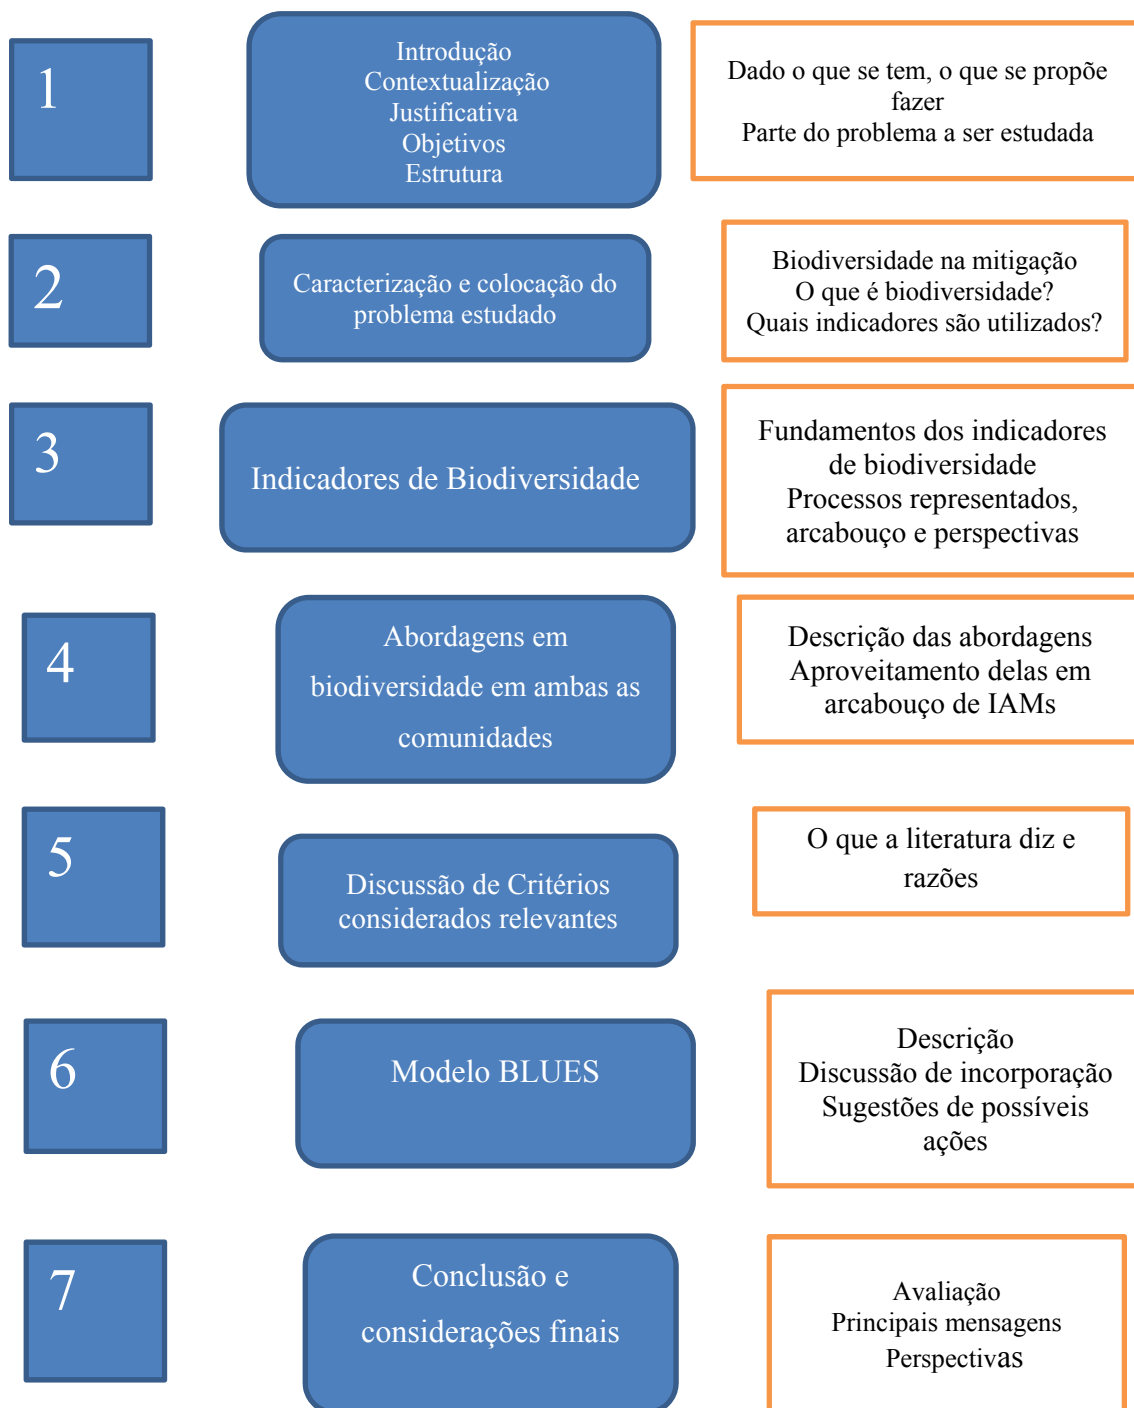 1
Introdução
Contextualização
Justificativa
Objetivos
Estrutura
Dado o que se tem, o que se propõe
fazer
Parte do problema a ser estudada
2
Caracterização e colocação do
problema estudado
Biodiversidade na mitigação
O que é biodiversidade?
Quais indicadores são utilizados?
3
Indicadores de Biodiversidade
Fundamentos dos indicadores
de biodiversidade
Processos representados,
arcabouço e perspectivas
4
Abordagens em
biodiversidade em ambas as
comunidades
Descrição das abordagens
Aproveitamento delas em
arcabouço de IAMs
5
Discussão de Critérios
considerados relevantes
O que a literatura diz e
razões
6
Modelo BLUES
Descrição
Discussão de incorporação
Sugestões de possíveis
ações
7
Conclusão e
considerações finais
Avaliação
Principais mensagens
Perspectivas